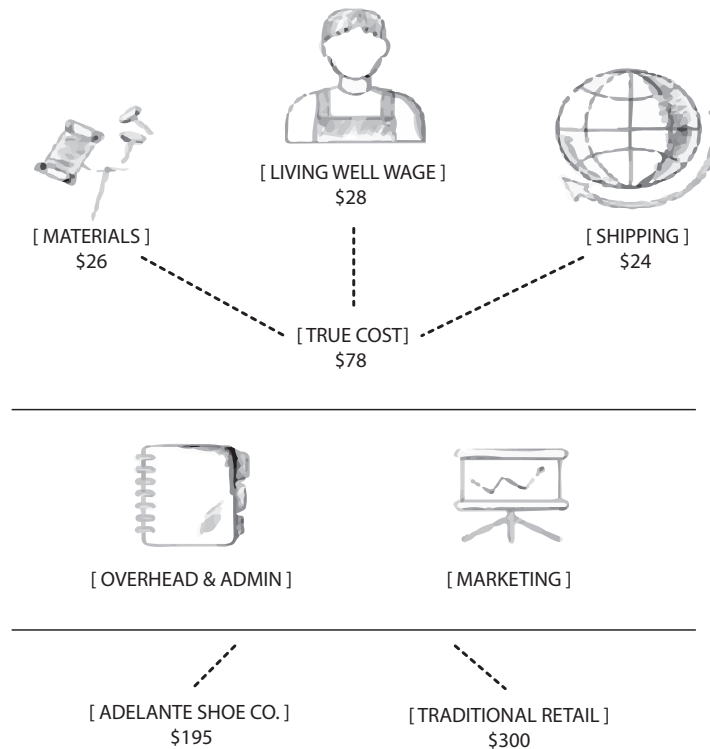 [ LIVING WELL WAGE ]
$28
[ MATERIALS ]
$26
[ SHIPPING ]
$24
[ TRUE COST]
$78
[ OVERHEAD & ADMIN ]
[ MARKETING ]
[ ADELANTE SHOE CO. ]
$195
[ TRADITIONAL RETAIL ]
$300